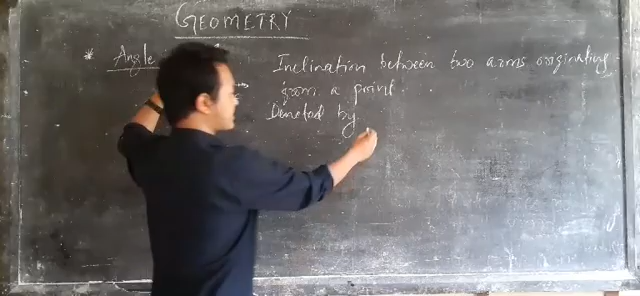 GEOMETRY
* Angle
Inclination between two arms originating
from a point.
Denoted by